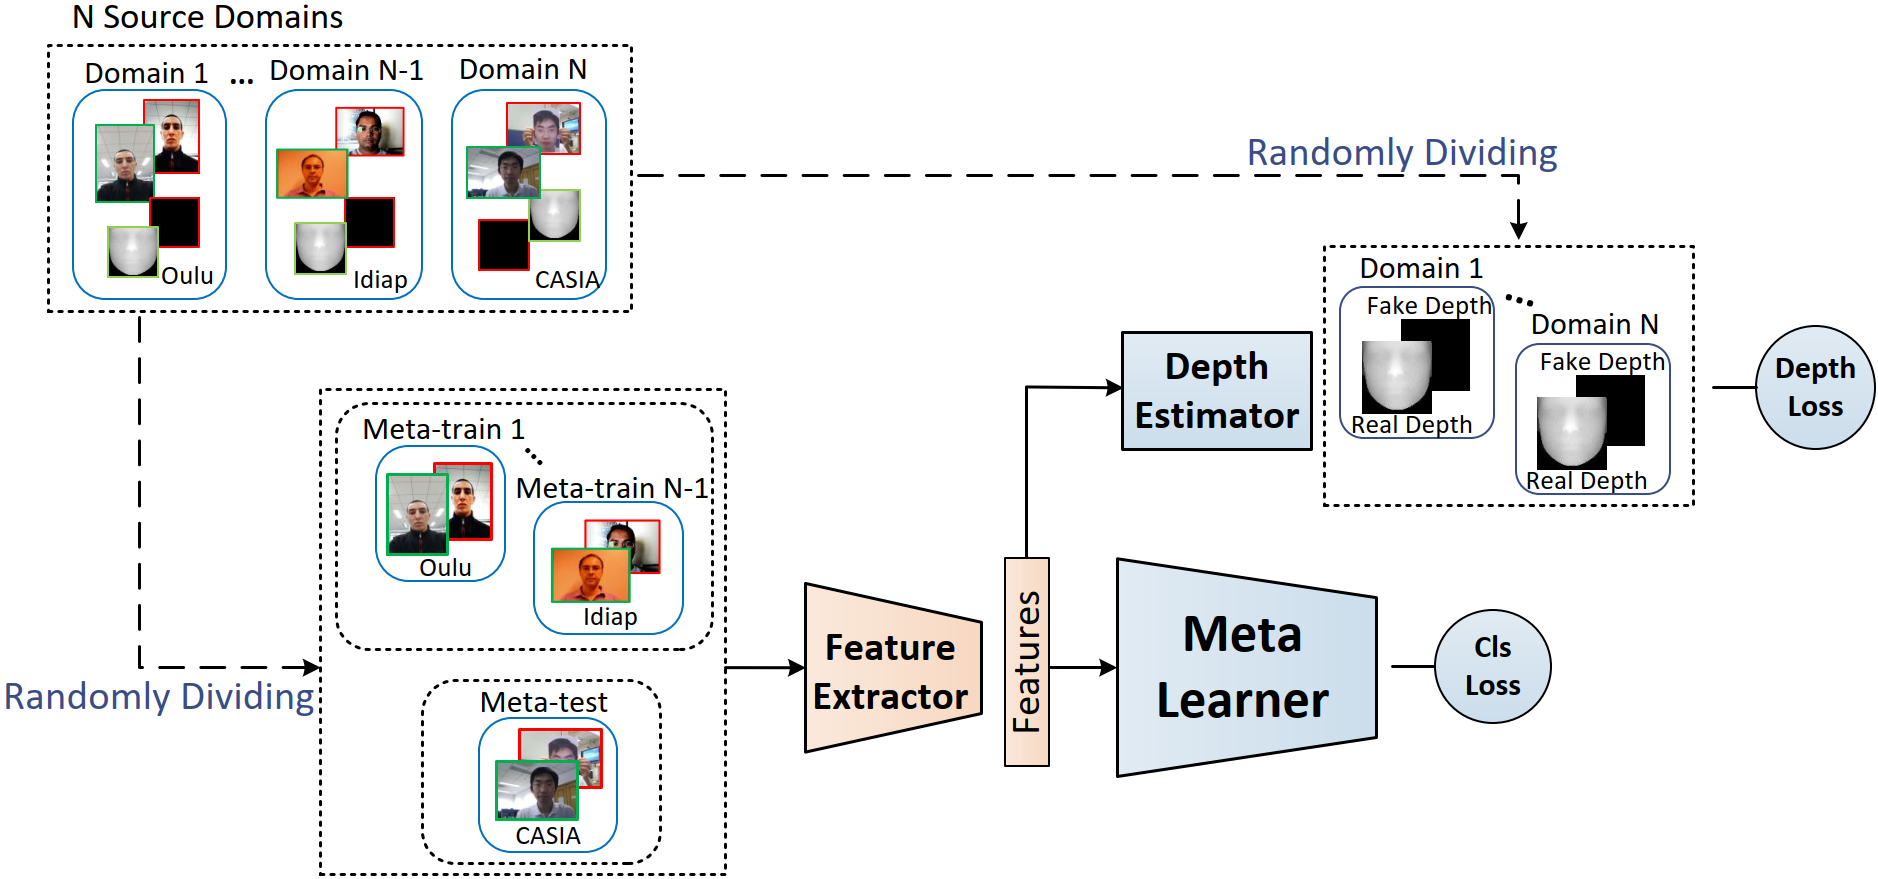 N Source Domains
Domain 1 ... Domain N-1 Domain N
Oulu
Idiap
CASIA
Randomly Dividing
Domain 1
Fake Depth
Real Depth
Domain N
Fake Depth
Real Depth
Depth
Estimator
Depth
Loss
Randomly Dividing
Meta-train 1
Oulu
Meta-train N-1
Idiap
Meta-test
CASIA
Feature
Extractor
Features
Meta
Learner
Cls
Loss